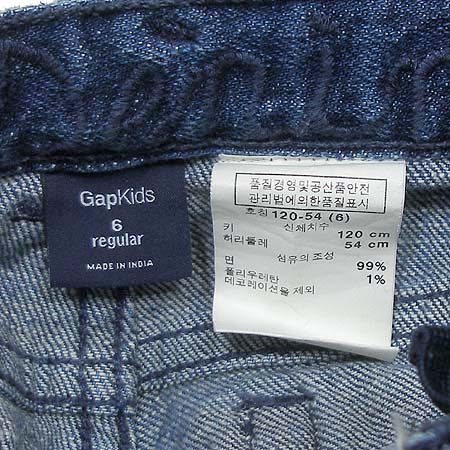 GapKids
6
regular
MADE IN INDIA
품질경영및공산품안전
관리법에의한품질표시
호칭 120-54 (6)
신체치수
키 120 cm
허리둘레 54 cm
섬유의 조성
면 99%
폴리우레탄 1%
데코레이션을 제외